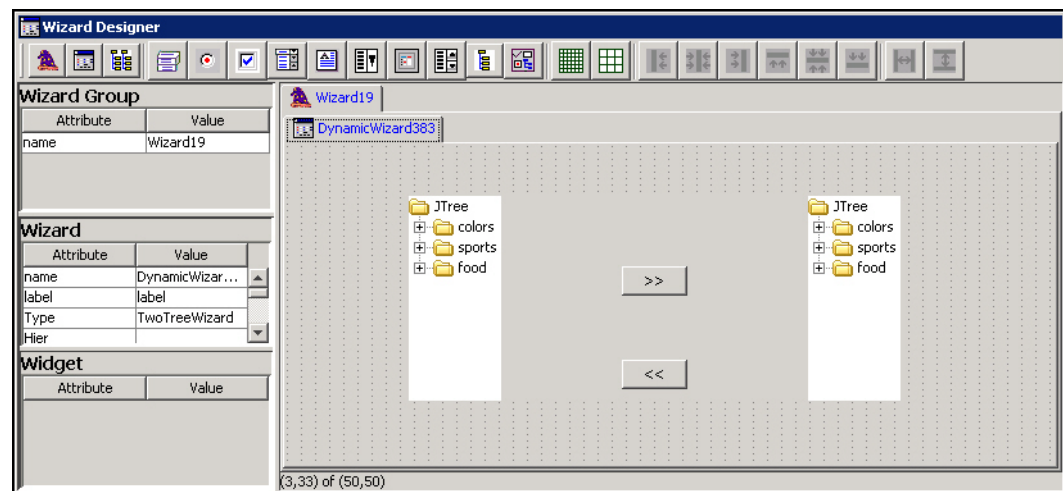 Wizard Designer
Wizard Group
Attribute Value
name Wizard19
Wizard
Attribute Value
name DynamicWizar...
label label
Type TwoTreeWizard
Hier
Widget
Attribute Value
Wizard19
DynamicWizard383
JTree
colors
sports
food
>>
<<
JTree
colors
sports
food
(3,33) of (50,50)